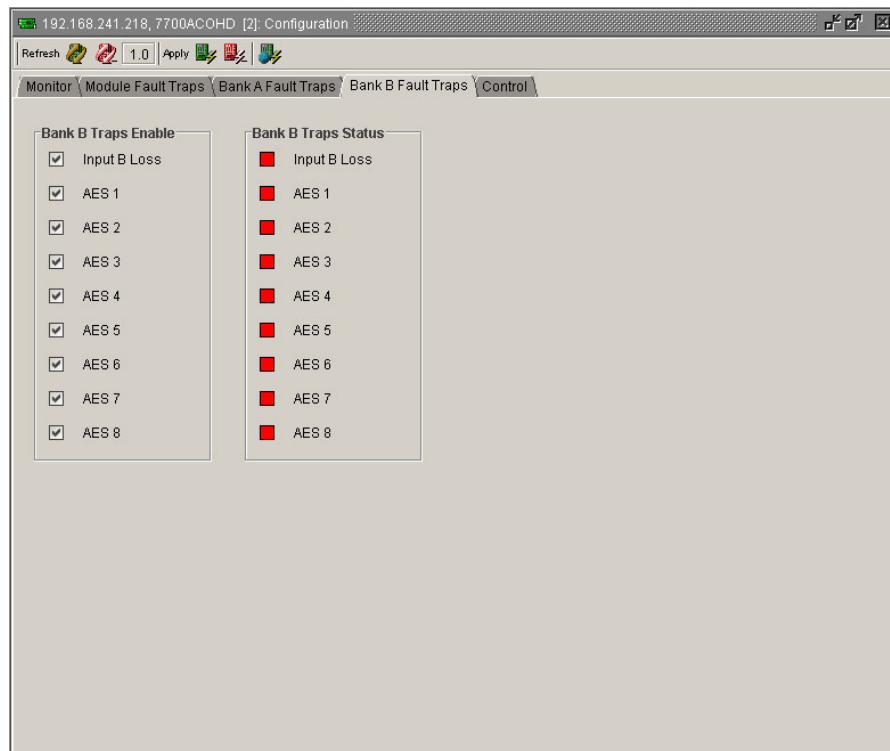 192.168.241.218, 7700ACOHD [2]: Configuration
Refresh 1.0 Apply
Monitor Module Fault Traps Bank A Fault Traps Bank B Fault Traps Control
Bank B Traps Enable Bank B Traps Status
Input B Loss Input B Loss
AES 1 AES 1
AES 2 AES 2
AES 3 AES 3
AES 4 AES 4
AES 5 AES 5
AES 6 AES 6
AES 7 AES 7
AES 8 AES 8